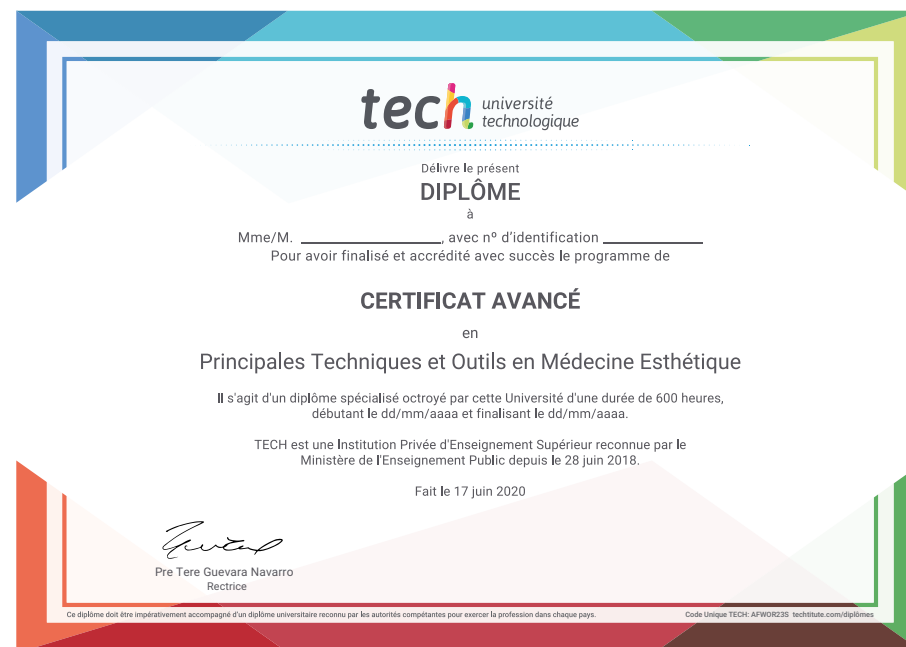 tech université
technologique
Délivre le présent
DIPLÔME
à
Mme/M. ____________________, avec nº d'identification ______________
Pour avoir finalisé et accrédité avec succès le programme de
CERTIFICAT AVANCÉ
en
Principales Techniques et Outils en Médecine Esthétique
Il s'agit d'un diplôme spécialisé octroyé par cette Université d'une durée de 600 heures,
débutant le dd/mm/aaaa et finalisant le dd/mm/aaaa.
TECH est une Institution Privée d'Enseignement Supérieur reconnue par le
Ministère de l'Enseignement Public depuis le 28 juin 2018.
Fait le 17 juin 2020
Pre Tere Guevara Navarro
Rectrice
Ce diplôme doit être impérativement accompagné d'un diplôme universitaire reconnu par les autorités compétantes pour exercer la profession dans chaque pays.
Code Unique TECH: AFWOR23S techtitute.com/diplômes